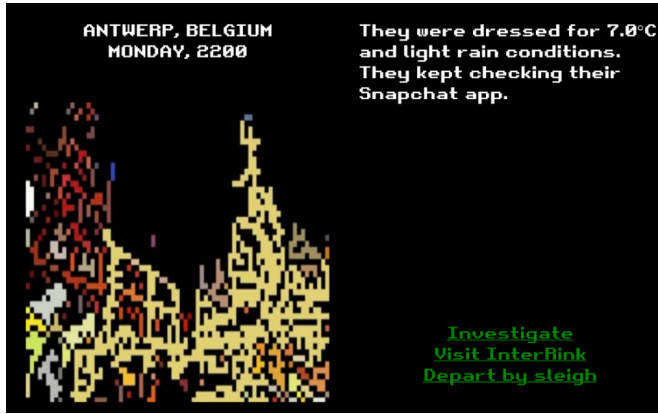 ANTWERP, BELGIUM
MONDAY, 2200
They were dressed for 7.0°C
and light rain conditions.
They kept checking their
Snapchat app.
Investigate
Visit InterRink
Depart by sleigh